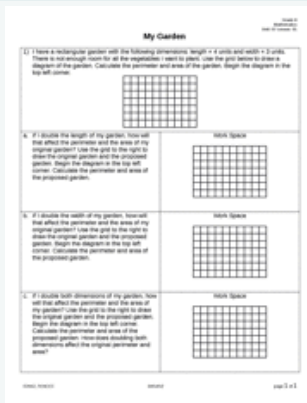 My Garden
1) I have a rectangular garden with the following dimensions: length = 4 units and width = 3 units.
There is not enough room for all the vegetables I want to plant. Use the grid below to draw a
diagram of the garden. Calculate the perimeter and area of the garden. Begin the diagram in the
top left corner.
a. If I double the length of my garden, how will
that affect the perimeter and the area of my
original garden? Use the grid to the right to
draw the original garden and the proposed
garden. Begin the diagram in the top left
corner. Calculate the perimeter and area of
the proposed garden.
Work Space
b. If I double the width of my garden, how will
that affect the perimeter and the area of my
original garden? Use the grid to the right to
draw the original garden and the proposed
garden. Begin the diagram in the top left
corner. Calculate the perimeter and area of
the proposed garden.
Work Space
c. If I double both dimensions of my garden, how
will that affect the perimeter and the area of
my garden? Use the grid to the right to draw
the original garden and the proposed garden.
Begin the diagram in the top left corner.
Calculate the perimeter and area of the
proposed garden. How does doubling both
dimensions affect the original perimeter and
area?
Work Space
page 1 of 1